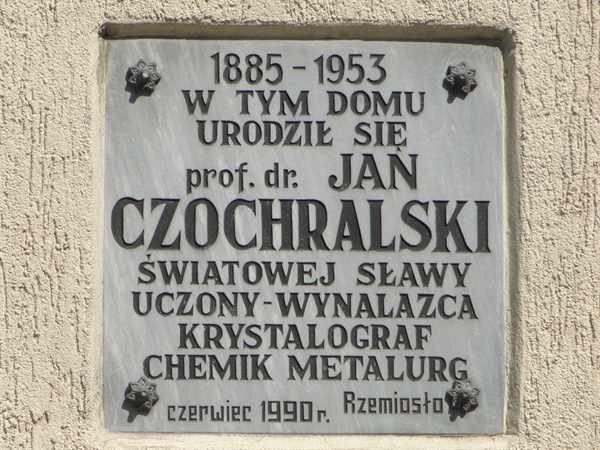 1885 - 1953
W TYM DOMU
URODZIŁ SIĘ
prof. dr. JAN
CZOCHRALSKI
ŚWIATOWEJ SŁAWY
UCZONY-WYNALAZCA
KRYSTALOGRAF
CHEMIK METALURG
czerwiec 1990 r. Rzemiosło